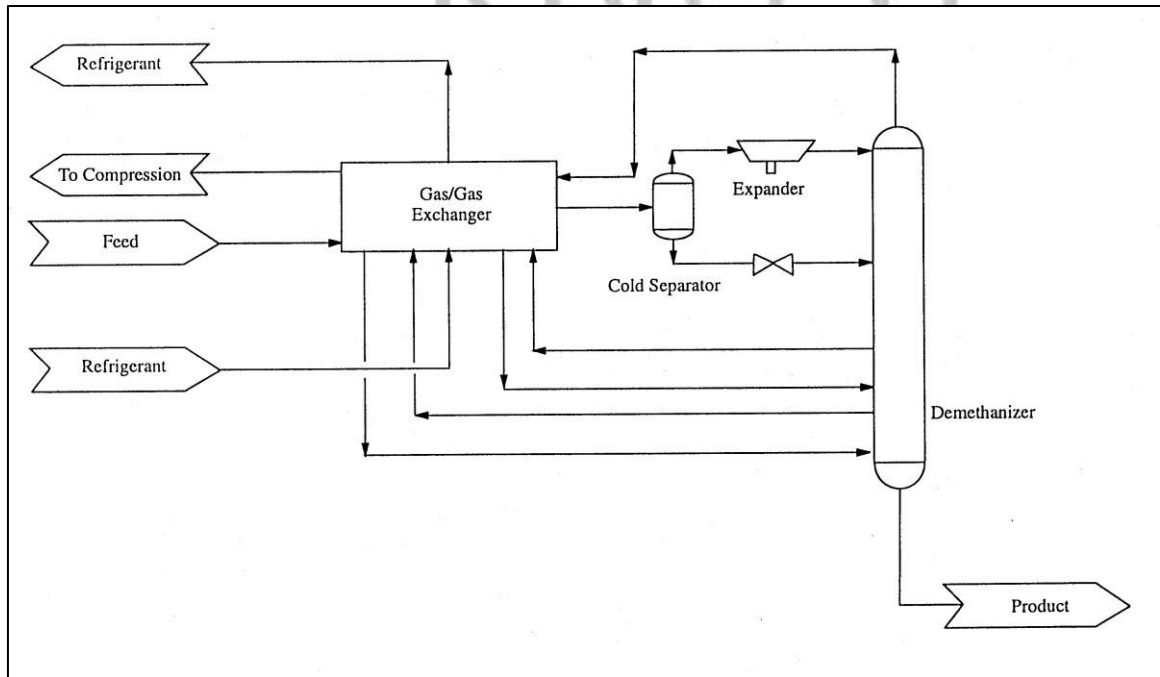 Refrigerant
To Compression
Gas/Gas
Exchanger
Expander
Feed
Cold Separator
Refrigerant
Demethanizer
Product